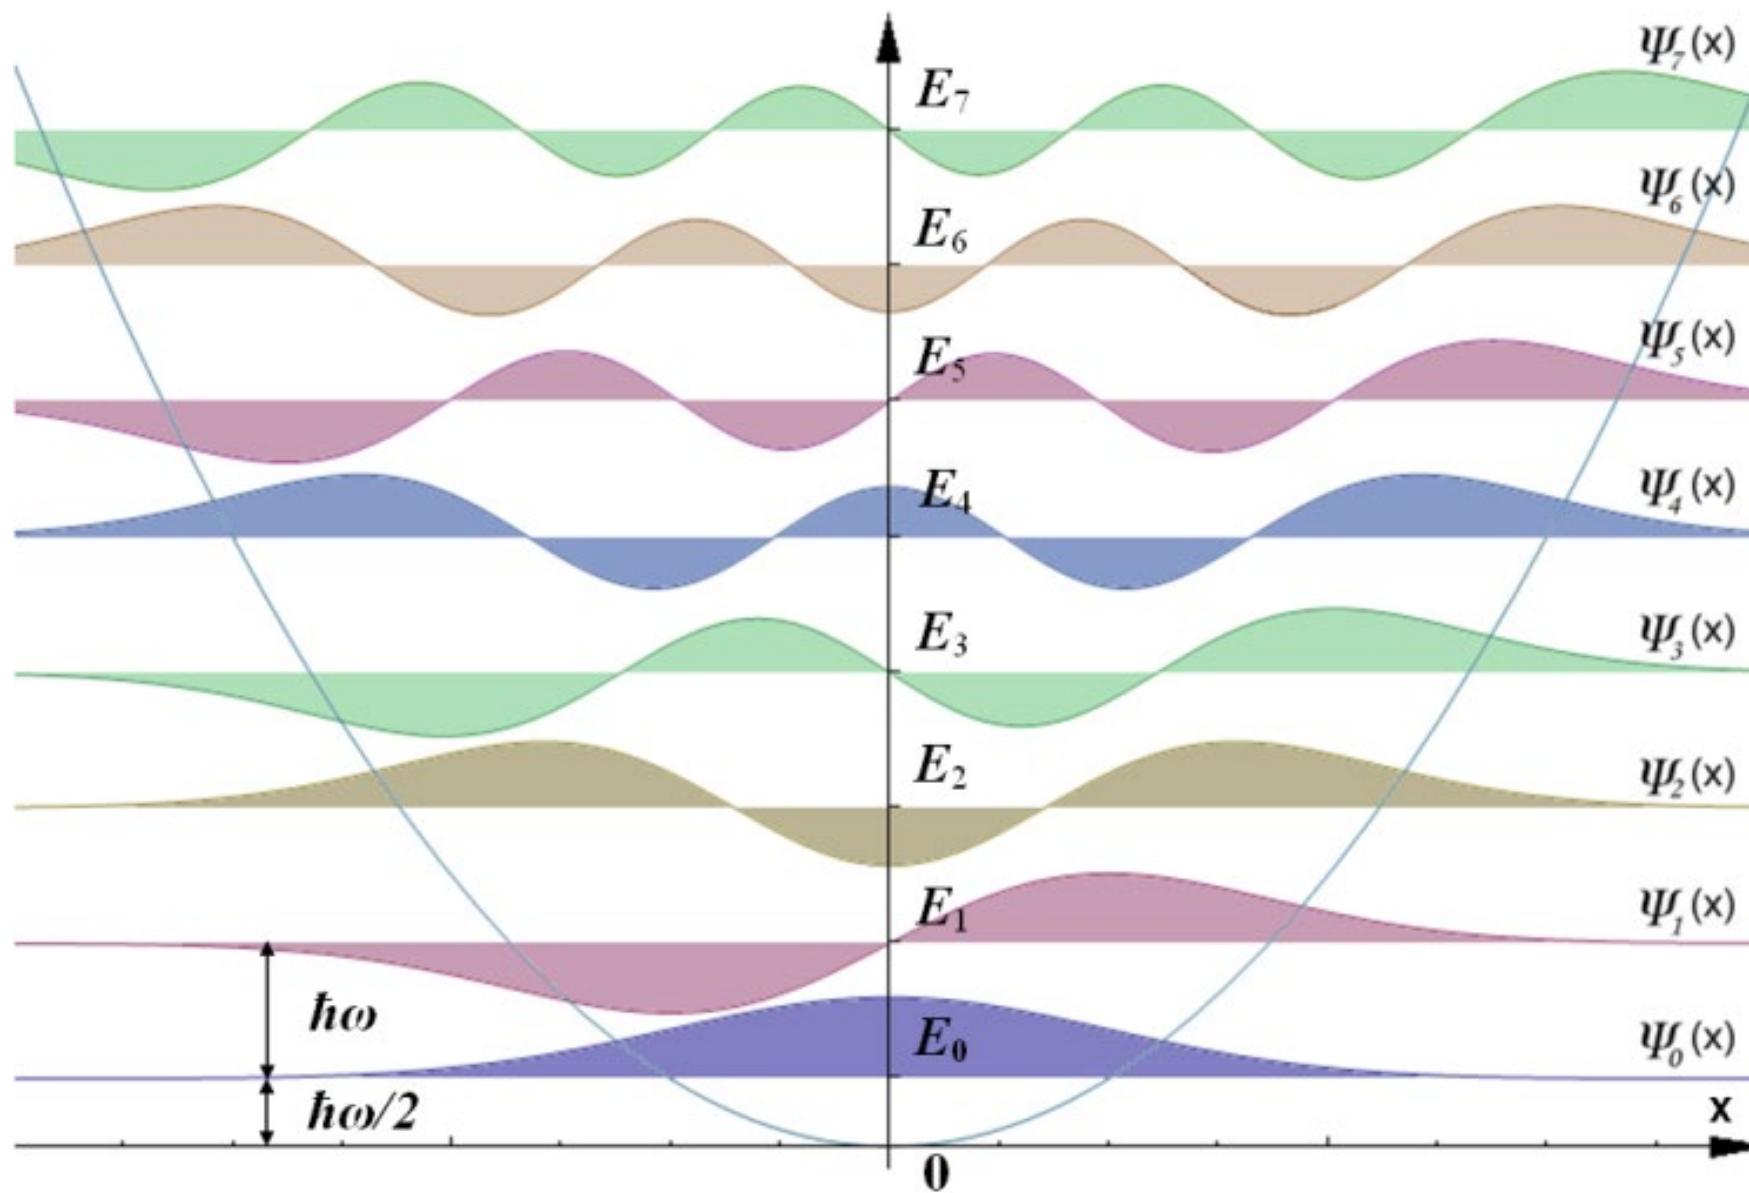 ψ₇(x)
E₇
ψ₆(x)
E₆
ψ₅(x)
E₅
ψ₄(x)
E₄
ψ₃(x)
E₃
ψ₂(x)
E₂
ψ₁(x)
E₁
ħω
E₀
ψ₀(x)
ħω/2
x
0